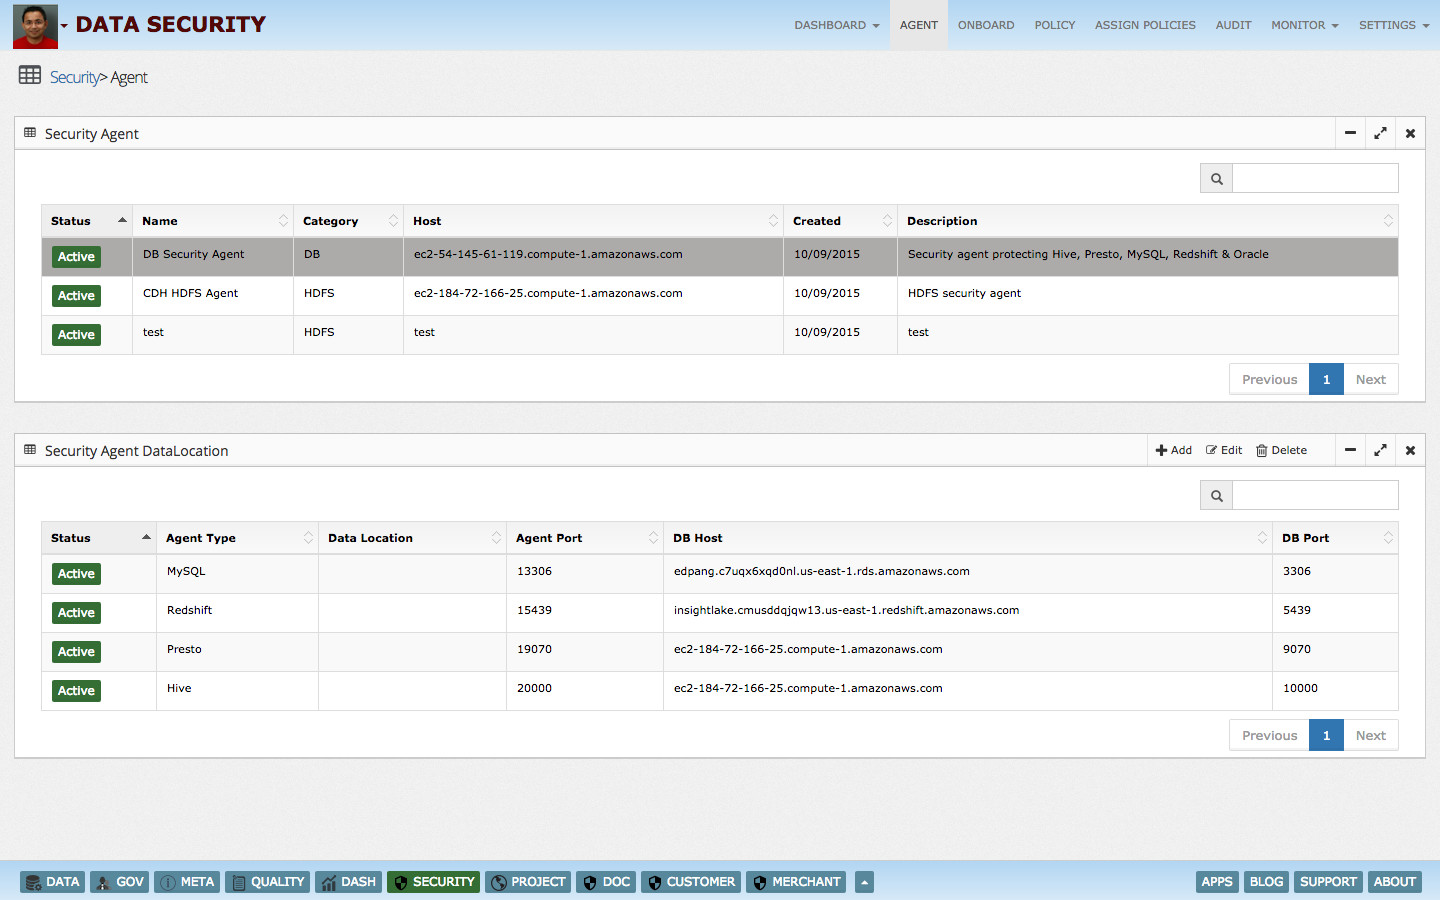 DATA SECURITY
DASHBOARD AGENT ONBOARD POLICY ASSIGN POLICIES AUDIT MONITOR SETTINGS
Security> Agent
Security Agent
Status Name Category Host Created Description
Active DB Security Agent DB ec2-54-145-61-119.compute-1.amazonaws.com 10/09/2015 Security agent protecting Hive, Presto, MySQL, Redshift & Oracle
Active CDH HDFS Agent HDFS ec2-184-72-166-25.compute-1.amazonaws.com 10/09/2015 HDFS security agent
Active test HDFS test 10/09/2015 test
Previous 1 Next
Security Agent DataLocation Add Edit Delete
Status Agent Type Data Location Agent Port DB Host DB Port
Active MySQL 13306 edpang.c7uqx6xqd0nl.us-east-1.rds.amazonaws.com 3306
Active Redshift 15439 insightlake.cmusddqjqw13.us-east-1.redshift.amazonaws.com 5439
Active Presto 19070 ec2-184-72-166-25.compute-1.amazonaws.com 9070
Active Hive 20000 ec2-184-72-166-25.compute-1.amazonaws.com 10000
Previous 1 Next
DATA GOV META QUALITY DASH SECURITY PROJECT DOC CUSTOMER MERCHANT APPS BLOG SUPPORT ABOUT